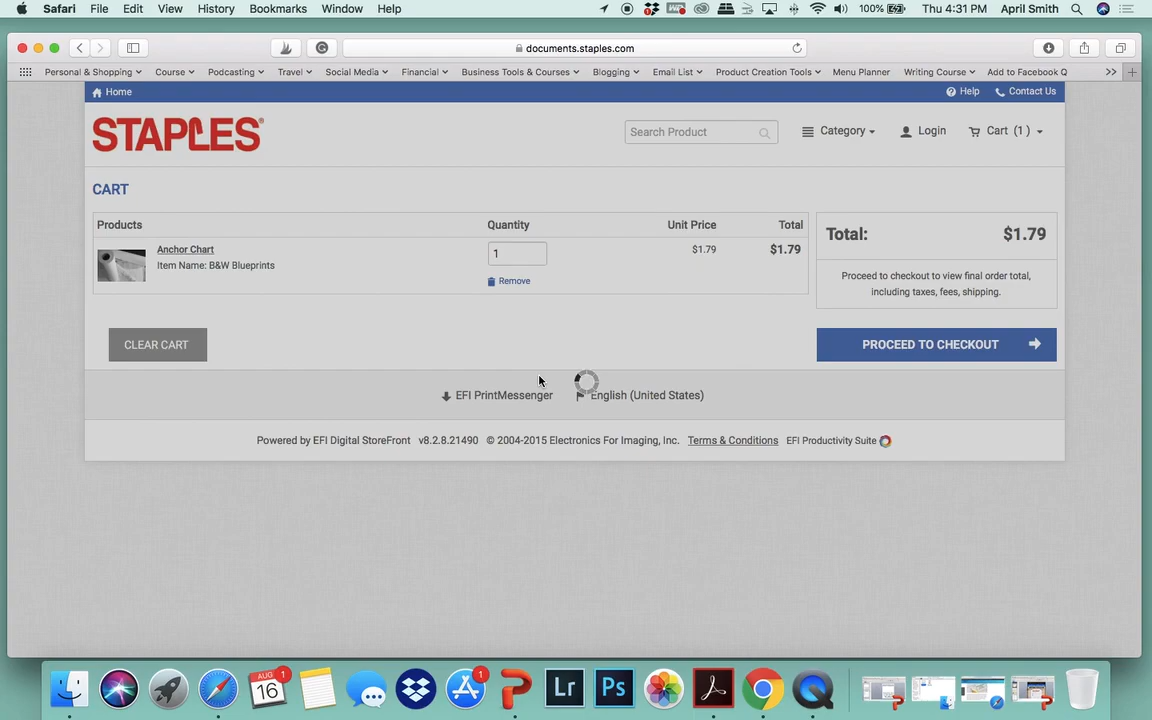 Safari File Edit View History Bookmarks Window Help 100% Thu 4:31 PM April Smith
documents.staples.com
Personal & Shopping Course Podcasting Travel Social Media Financial Business Tools & Courses Blogging Email List Product Creation Tools Menu Planner Writing Course Add to Facebook Q
Home Help Contact Us
STAPLES
Search Product Category Login Cart (1)
CART
Products Quantity Unit Price Total
Total: $1.79
Anchor Chart 1 $1.79 $1.79
Item Name: B&W Blueprints
Remove
Proceed to checkout to view final order total,
including taxes, fees, shipping.
CLEAR CART PROCEED TO CHECKOUT
EFI PrintMessenger English (United States)
Powered by EFI Digital StoreFront v8.2.8.21490 © 2004-2015 Electronics For Imaging, Inc. Terms & Conditions EFI Productivity Suite
AUG 1 1
16 Lr Ps